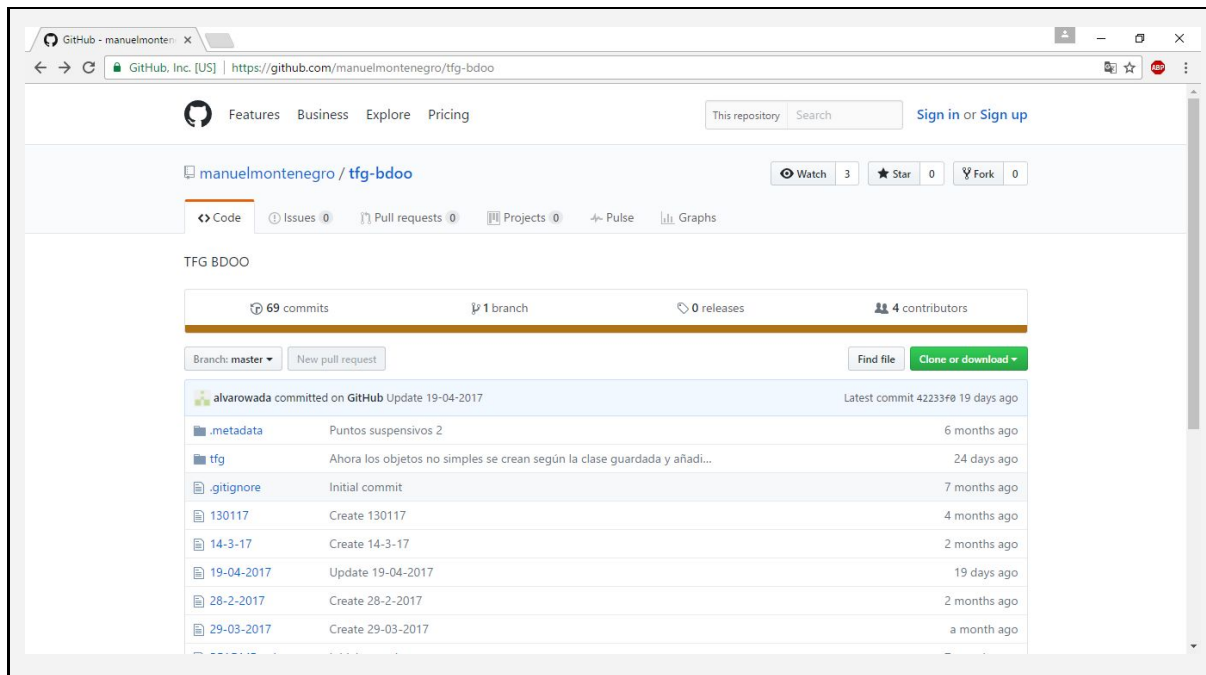 GitHub - manuelmonten
GitHub, Inc. [US] | https://github.com/manuelmontenegro/tfg-bdoo
ABP
Features Business Explore Pricing
This repository Search
Sign in or Sign up
manuelmontenegro / tfg-bdoo
Watch 3 Star 0 Fork 0
Code Issues 0 Pull requests 0 Projects 0 Pulse Graphs
TFG BDOO
69 commits 1 branch 0 releases 4 contributors
Branch: master New pull request Find file Clone or download
alvarowada committed on GitHub Update 19-04-2017 Latest commit 42233f0 19 days ago
.metadata Puntos suspensivos 2 6 months ago
tfg Ahora los objetos no simples se crean según la clase guardada y añadi... 24 days ago
.gitignore Initial commit 7 months ago
130117 Create 130117 4 months ago
14-3-17 Create 14-3-17 2 months ago
19-04-2017 Update 19-04-2017 19 days ago
28-2-2017 Create 28-2-2017 2 months ago
29-03-2017 Create 29-03-2017 a month ago